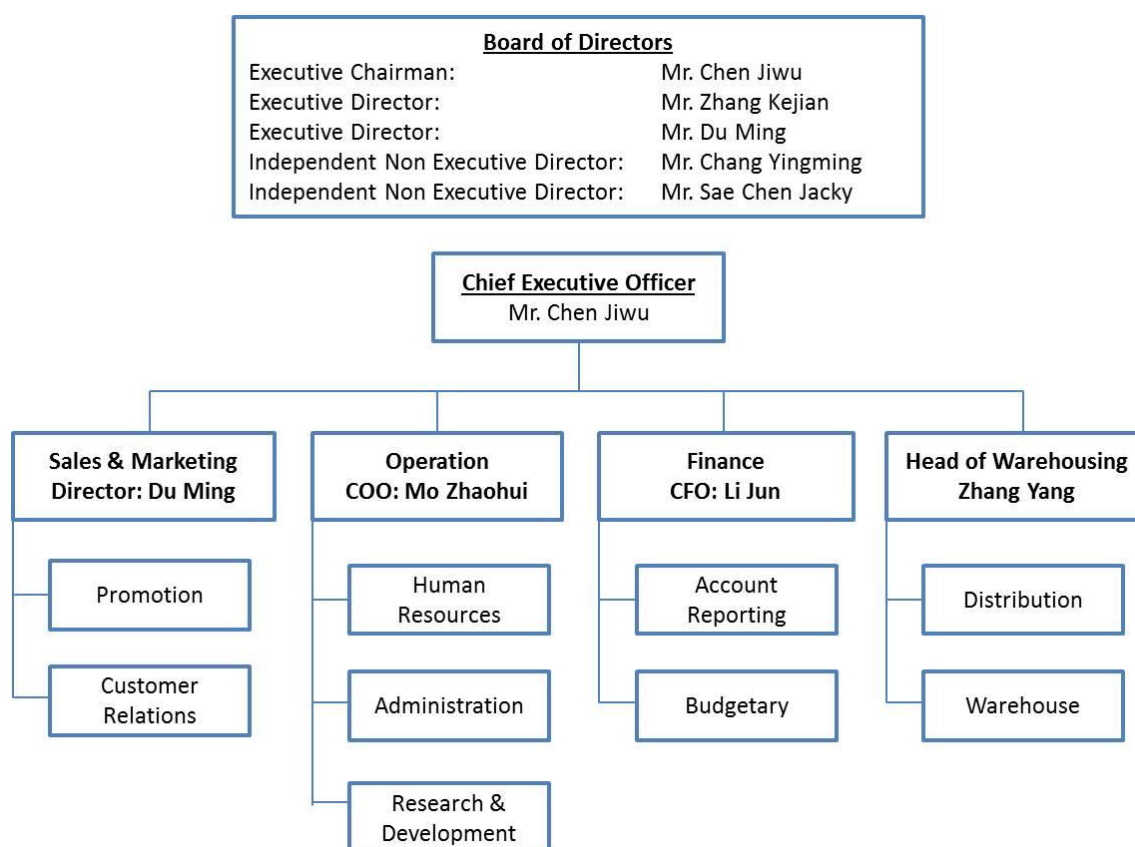 Board of Directors
Executive Chairman: Mr. Chen Jiwu
Executive Director: Mr. Zhang Kejian
Executive Director: Mr. Du Ming
Independent Non Executive Director: Mr. Chang Yingming
Independent Non Executive Director: Mr. Sae Chen Jacky
Chief Executive Officer
Mr. Chen Jiwu
Sales & Marketing
Director: Du Ming
Promotion
Customer
Relations
Operation
COO: Mo Zhaohui
Human
Resources
Administration
Research &
Development
Finance
CFO: Li Jun
Account
Reporting
Budgetary
Head of Warehousing
Zhang Yang
Distribution
Warehouse